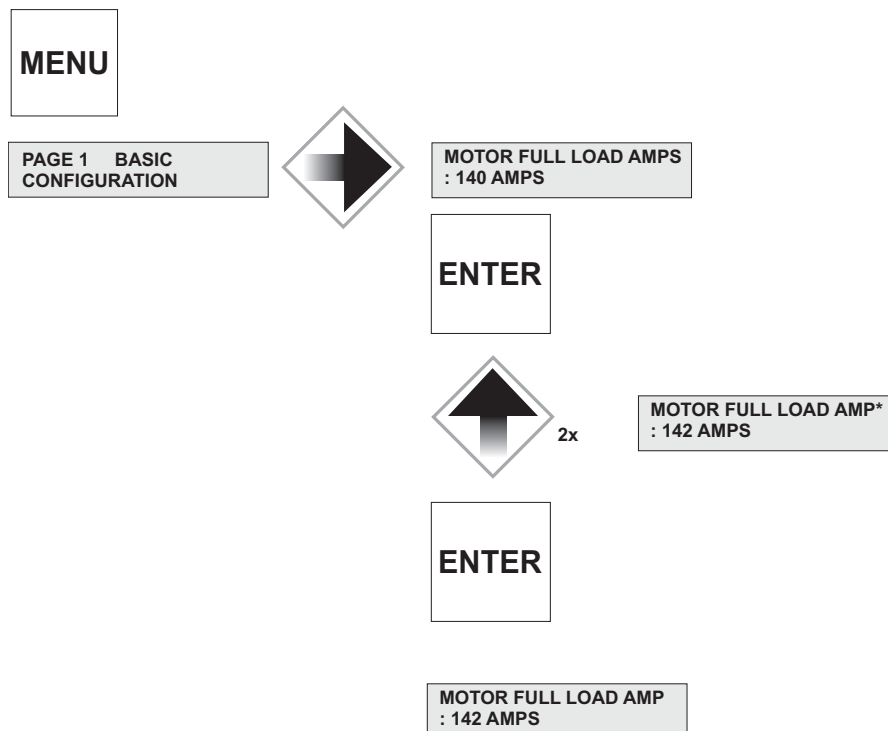 MENU
PAGE 1 BASIC
CONFIGURATION
MOTOR FULL LOAD AMPS
: 140 AMPS
ENTER
2x
MOTOR FULL LOAD AMP*
: 142 AMPS
ENTER
MOTOR FULL LOAD AMP
: 142 AMPS